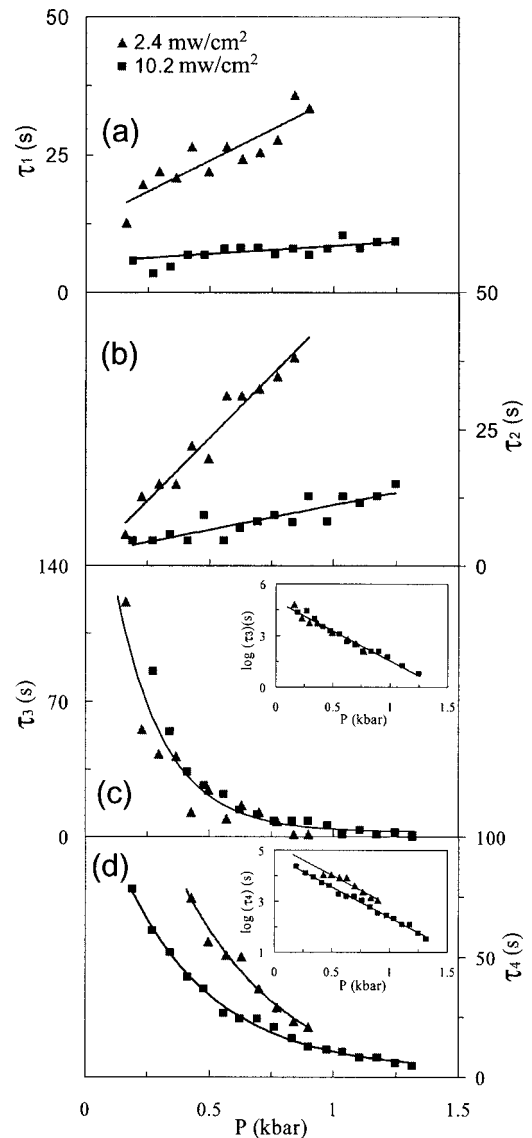 50
▲ 2.4 mw/cm²
■ 10.2 mw/cm²
(a)
τ₁ (s)
25
0
50
(b)
τ₂ (s)
25
0
140
6
log (τ₃)(s)
3
0
0 0.5 1 1.5
P (kbar)
τ₃ (s)
70
(c)
0
100
(d)
5
log (τ₄) (s)
3
1
0 0.5 1 1.5
P (kbar)
τ₄ (s)
50
0
0 0.5 1 1.5
P (kbar)